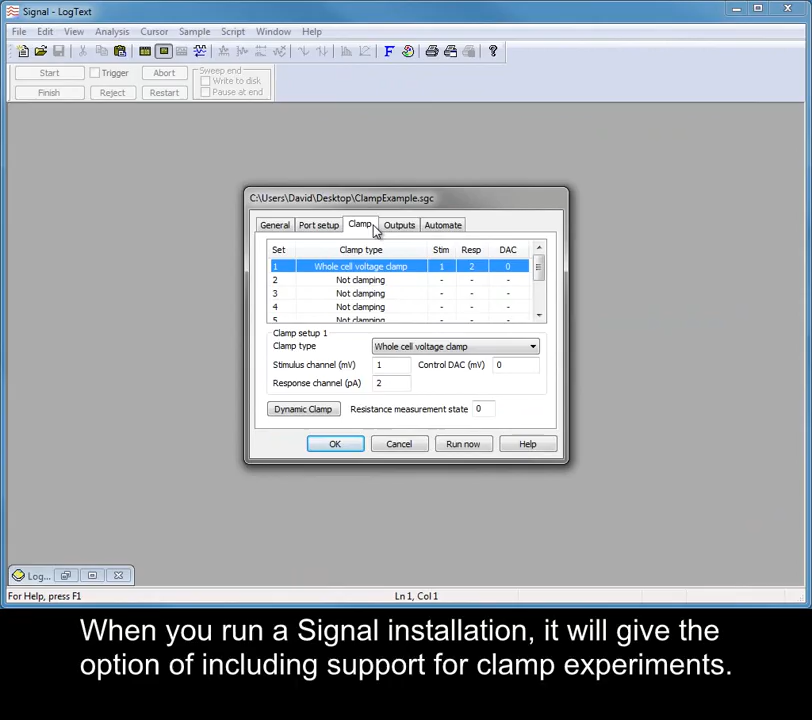 Signal - LogText
File Edit View Analysis Cursor Sample Script Window Help
Start Trigger Abort Sweep end
Write to disk
Finish Reject Restart Pause at end
C:\Users\David\Desktop\ClampExample.sgc
General Port setup Clamp Outputs Automate
Set Clamp type Stim Resp DAC
1 Whole cell voltage clamp 1 2 0
2 Not clamping - - -
3 Not clamping - - -
4 Not clamping - - -
5 Not clamping - - -
Clamp setup 1
Clamp type Whole cell voltage clamp
Stimulus channel (mV) 1 Control DAC (mV) 0
Response channel (pA) 2
Dynamic Clamp Resistance measurement state 0
OK Cancel Run now Help
Log...
For Help, press F1 Ln 1, Col 1
When you run a Signal installation, it will give the
option of including support for clamp experiments.